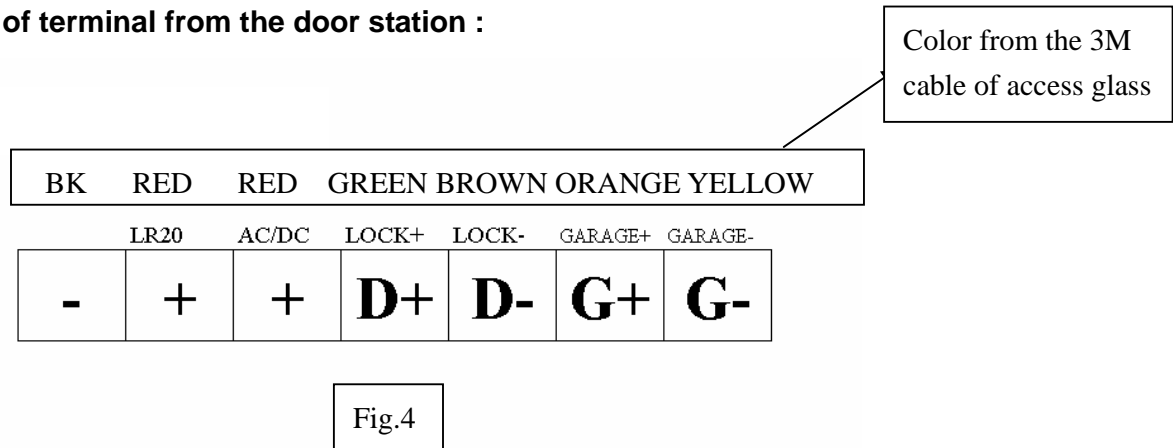 of terminal from the door station :
Color from the 3M
cable of access glass
BK RED RED GREEN BROWN ORANGE YELLOW
LR20 AC/DC LOCK+ LOCK- GARAGE+ GARAGE-
- + + D+ D- G+ G-
Fig.4